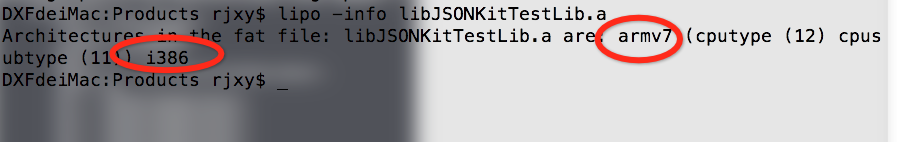 DXFdeiMac:Products rjxy$ lipo -info libJSONKitTestLib.a
Architectures in the fat file: libJSONKitTestLib.a are: armv7 (cputype (12) cpus
ubtype (11)) i386
DXFdeiMac:Products rjxy$ _